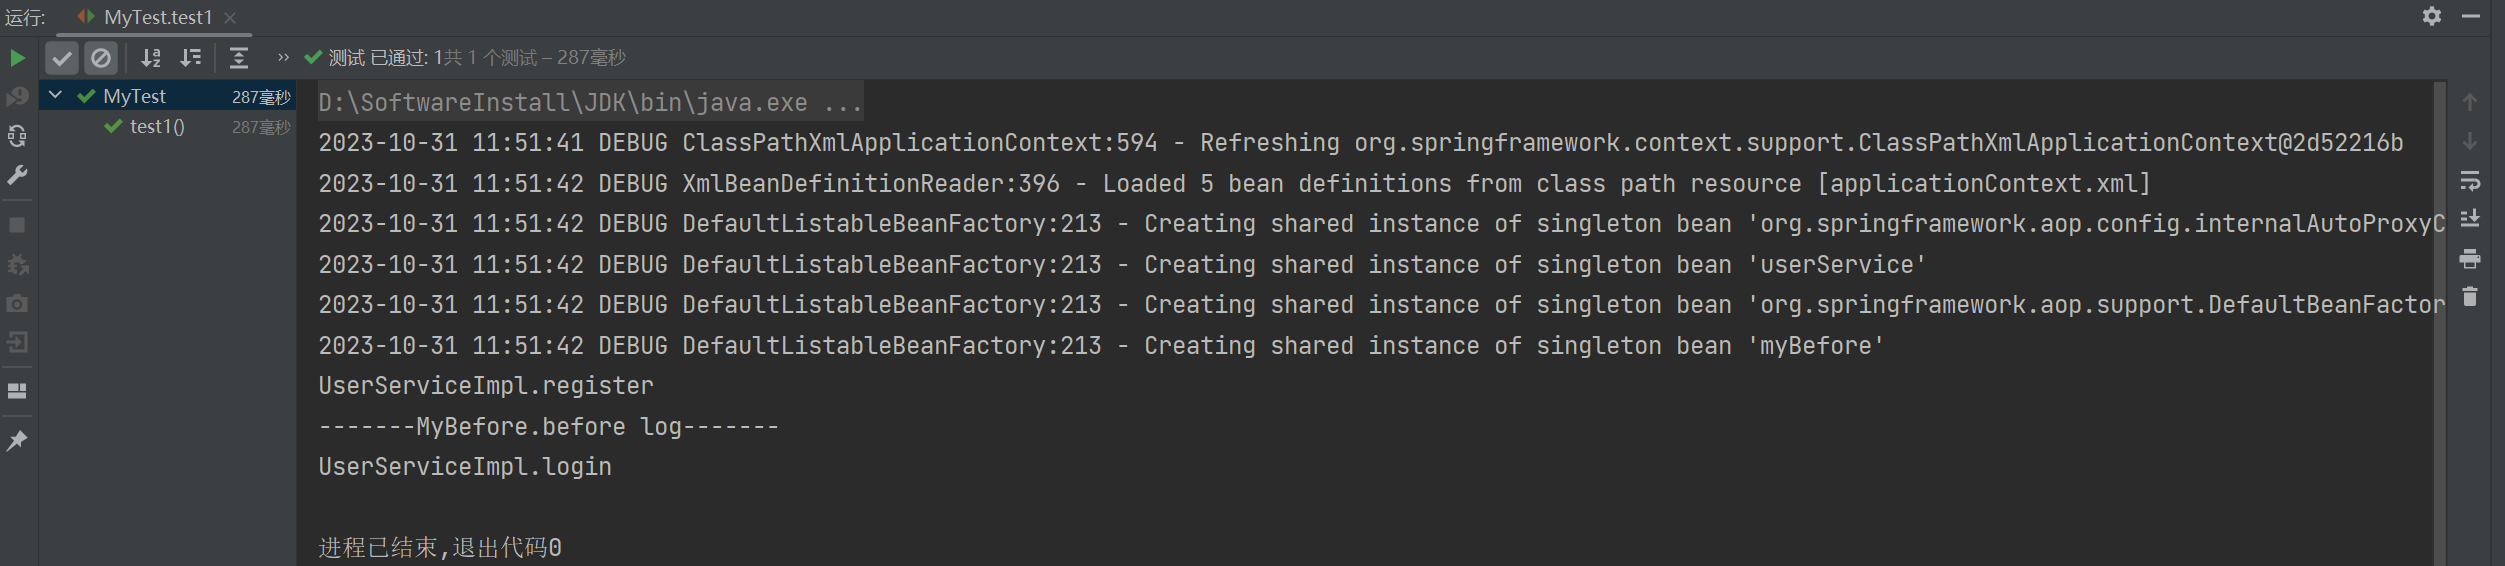 运行: MyTest.test1
测试 已通过: 1共 1 个测试 – 287毫秒
MyTest 287毫秒
test1() 287毫秒
D:\SoftwareInstall\JDK\bin\java.exe ...
2023-10-31 11:51:41 DEBUG ClassPathXmlApplicationContext:594 - Refreshing org.springframework.context.support.ClassPathXmlApplicationContext@2d52216b
2023-10-31 11:51:42 DEBUG XmlBeanDefinitionReader:396 - Loaded 5 bean definitions from class path resource [applicationContext.xml]
2023-10-31 11:51:42 DEBUG DefaultListableBeanFactory:213 - Creating shared instance of singleton bean 'org.springframework.aop.config.internalAutoProxyC
2023-10-31 11:51:42 DEBUG DefaultListableBeanFactory:213 - Creating shared instance of singleton bean 'userService'
2023-10-31 11:51:42 DEBUG DefaultListableBeanFactory:213 - Creating shared instance of singleton bean 'org.springframework.aop.support.DefaultBeanFactor
2023-10-31 11:51:42 DEBUG DefaultListableBeanFactory:213 - Creating shared instance of singleton bean 'myBefore'
UserServiceImpl.register
-------MyBefore.before log-------
UserServiceImpl.login
进程已结束,退出代码0